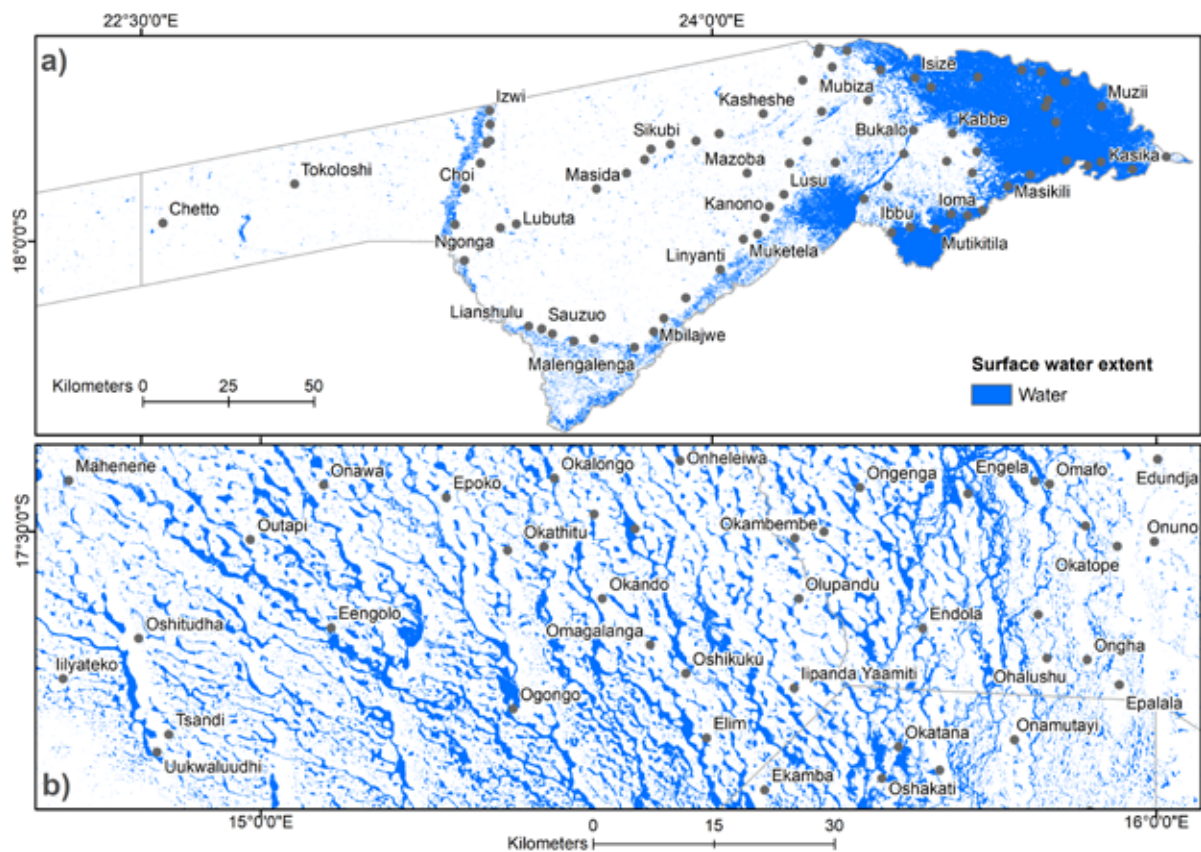 22°30'0"E 24°0'0"E
a)
Izwi
Isize
Mubiza
Muzii
Kasheshe
Sikubi
Bukalo
Kabbe
Tokoloshi
Choi
Masida
Mazoba
Kasika
Lusu
Masikili
Chetto
Lubuta
Kanono
Ioma
Ibbu
18°0'0"S
Ngonga
Linyanti
Muketela
Mutikitila
Lianshulu
Sauzuo
Mbilajwe
Malengalenga
Surface water extent
Water
Kilometers 0 25 50
Mahenene
Onawa
Epoko
Okalongo
Onheleiwa
Ongenga
Engela
Omafo
Edundja
17°30'0"S
Outapi
Okathitu
Okambembe
Onuno
Okatope
Okando
Olupandu
Oshitudha
Eengolo
Omagalanga
Endola
Iilyateko
Oshikuku
Iipanda Yaamiti
Ohalushu
Ongha
Ogongo
Epalala
Tsandi
Elim
Okatana
Onamutayi
Uukwaluudhi
Ekamba
Oshakati
b)
15°0'0"E 16°0'0"E
Kilometers 0 15 30